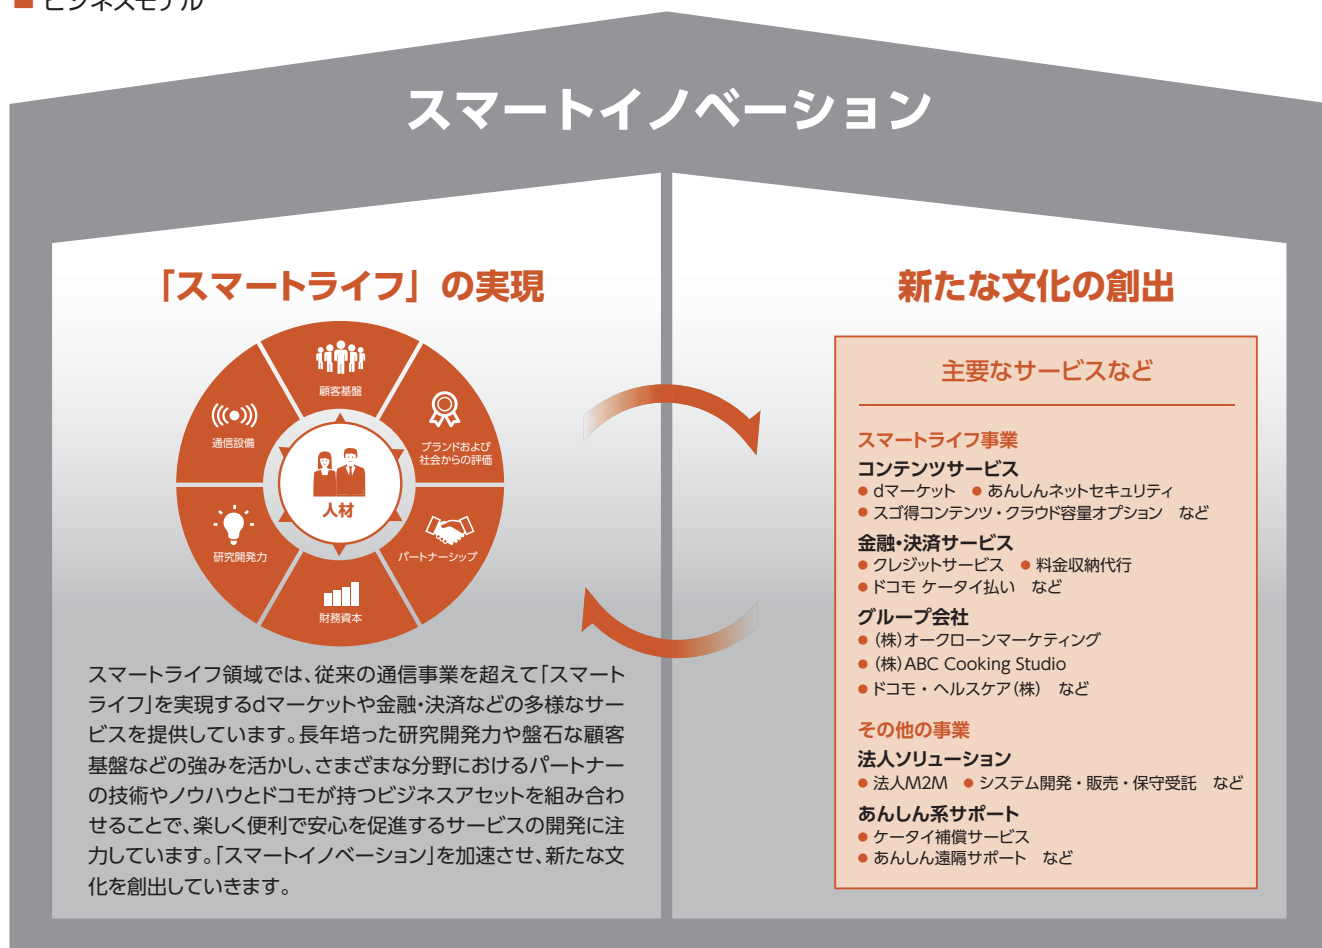 ■ ビジネスモデル
スマートイノベーション
「スマートライフ」の実現
顧客基盤
通信設備
ブランドおよび
社会からの評価
人材
研究開発力
パートナーシップ
財務資本
スマートライフ領域では、従来の通信事業を超えて「スマート
ライフ」を実現するdマーケットや金融・決済などの多様なサー
ビスを提供しています。長年培った研究開発力や盤石な顧客
基盤などの強みを活かし、さまざまな分野におけるパートナー
の技術やノウハウとドコモが持つビジネスアセットを組み合わ
せることで、楽しく便利で安心を促進するサービスの開発に注
力しています。「スマートイノベーション」を加速させ、新たな文
化を創出していきます。
新たな文化の創出
主要なサービスなど
スマートライフ事業
コンテンツサービス
● dマーケット ● あんしんネットセキュリティ
● スゴ得コンテンツ・クラウド容量オプション など
金融・決済サービス
● クレジットサービス ● 料金収納代行
● ドコモ ケータイ払い など
グループ会社
● (株)オークローンマーケティング
● (株)ABC Cooking Studio
● ドコモ・ヘルスケア(株) など
その他の事業
法人ソリューション
● 法人M2M ● システム開発・販売・保守受託 など
あんしん系サポート
● ケータイ補償サービス
● あんしん遠隔サポート など